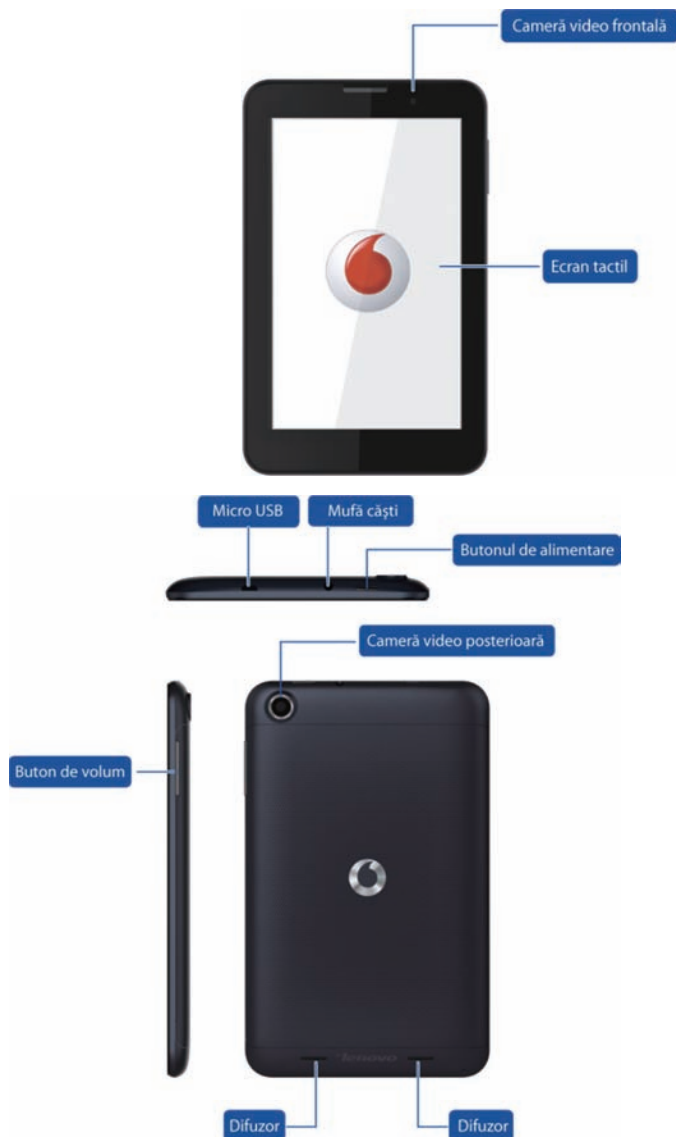 Cameră video frontală
Ecran tactil
Micro USB
Mufă căști
Butonul de alimentare
Cameră video posterioară
Buton de volum
lenovo
Difuzor
Difuzor